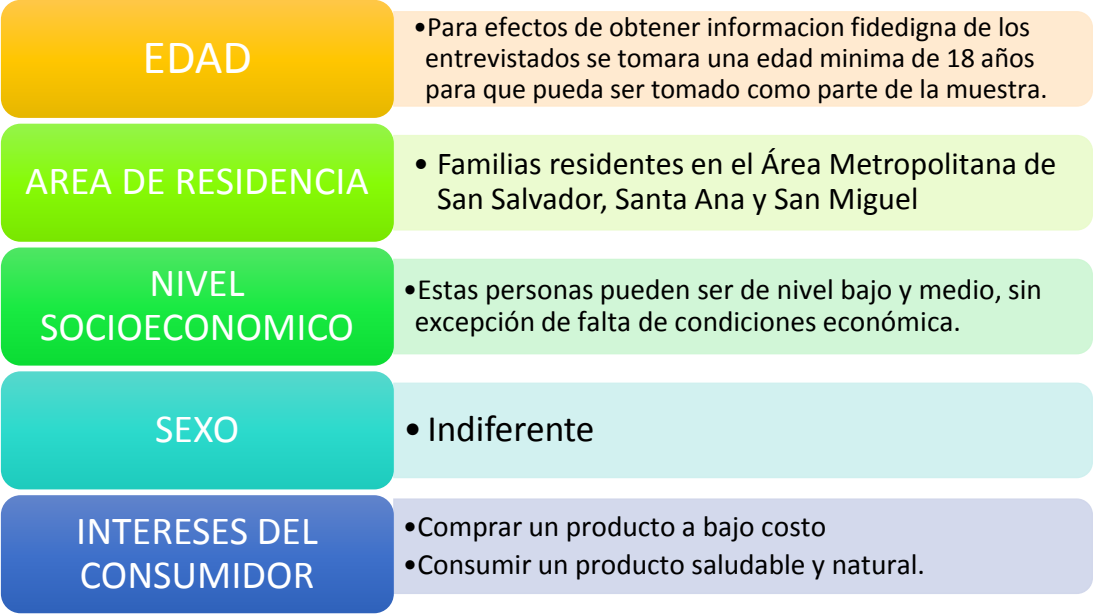 EDAD
•Para efectos de obtener informacion fidedigna de los
entrevistados se tomara una edad minima de 18 años
para que pueda ser tomado como parte de la muestra.
AREA DE RESIDENCIA
• Familias residentes en el Área Metropolitana de
San Salvador, Santa Ana y San Miguel
NIVEL
SOCIOECONOMICO
•Estas personas pueden ser de nivel bajo y medio, sin
excepción de falta de condiciones económica.
SEXO
• Indiferente
INTERESES DEL
CONSUMIDOR
•Comprar un producto a bajo costo
•Consumir un producto saludable y natural.